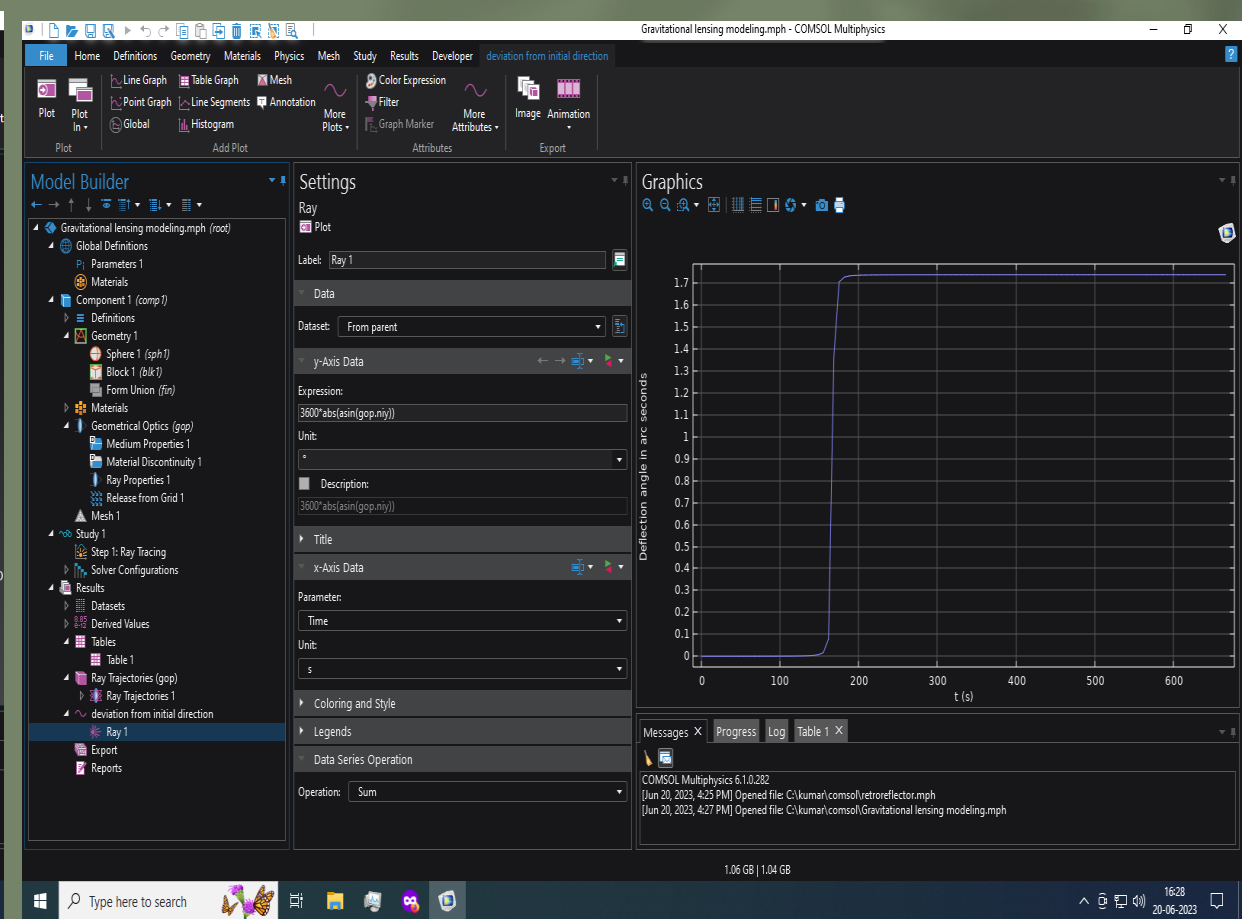 Gravitational lensing modeling.mph - COMSOL Multiphysics
File Home Definitions Geometry Materials Physics Mesh Study Results Developer deviation from initial direction
Plot
Plot In
Plot
Line Graph Table Graph Mesh
Point Graph Line Segments Annotation
Global Histogram
More Plots
Add Plot
Color Expression
Filter
Graph Marker
More Attributes
Attributes
Image Animation
Export
Model Builder
Gravitational lensing modeling.mph (root)
Global Definitions
Pi Parameters 1
Materials
Component 1 (comp1)
Definitions
Geometry 1
Sphere 1 (sph1)
Block 1 (blk1)
Form Union (fin)
Materials
Geometrical Optics (gop)
Medium Properties 1
Material Discontinuity 1
Ray Properties 1
Release from Grid 1
Mesh 1
Study 1
Step 1: Ray Tracing
Solver Configurations
Results
Datasets
8.85
e-12
Derived Values
Tables
Table 1
Ray Trajectories (gop)
Ray Trajectories 1
deviation from initial direction
Ray 1
Export
Reports
Settings
Ray
Plot
Label: Ray 1
Data
Dataset: From parent
y-Axis Data
Expression:
3600*abs(asin(gop.niy))
Unit:
°
Description:
3600*abs(asin(gop.niy))
Title
x-Axis Data
Parameter:
Time
Unit:
s
Coloring and Style
Legends
Data Series Operation
Operation: Sum
Graphics
Deflection angle in arc seconds
1.7
1.6
1.5
1.4
1.3
1.2
1.1
1
0.9
0.8
0.7
0.6
0.5
0.4
0.3
0.2
0.1
0
0 100 200 300 400 500 600
t (s)
Messages X Progress Log Table 1 X
COMSOL Multiphysics 6.1.0.282
[Jun 20, 2023, 4:25 PM] Opened file: C:\kumar\comsol\retroreflector.mph
[Jun 20, 2023, 4:27 PM] Opened file: C:\kumar\comsol\Gravitational lensing modeling.mph
1.06 GB | 1.04 GB
Type here to search
16:28
20-06-2023